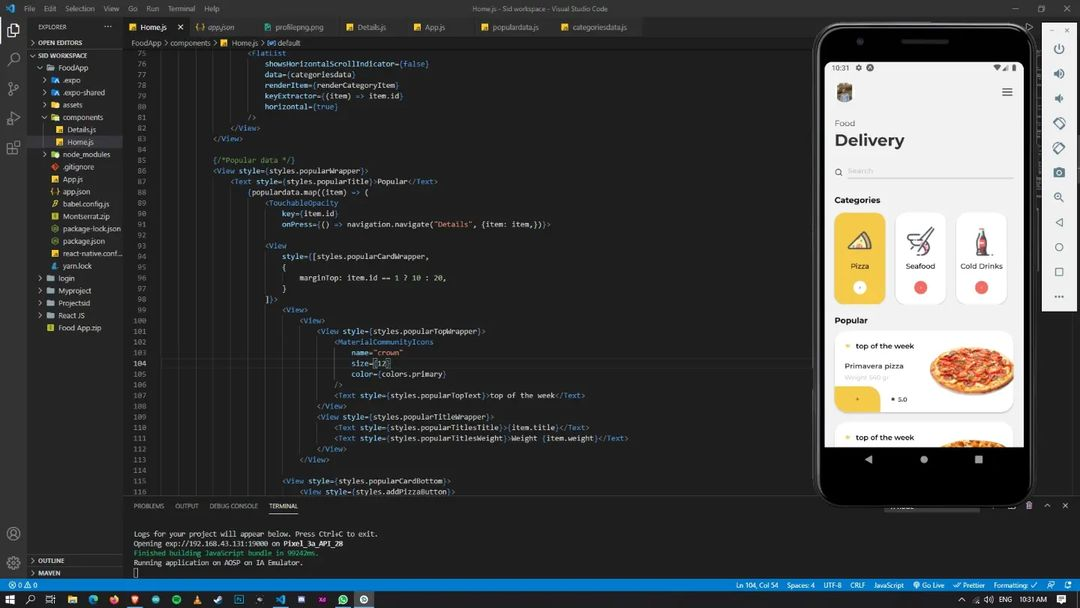 File Edit Selection View Go Run Terminal Help
Home.js - Sid workspace - Visual Studio Code
EXPLORER
OPEN EDITORS
SID WORKSPACE
FoodApp
.expo
.expo-shared
assets
components
Details.js
Home.js
node_modules
.gitignore
App.js
app.json
babel.config.js
Montserrat.zip
package-lock.json
package.json
react-native.conf...
yarn.lock
login
Myproject
Projectsid
React JS
Food App.zip
OUTLINE
MAVEN
Home.js app.json profilepng.png Details.js App.js populardata.js categoriesdata.js
FoodApp > components > Home.js > default
75 <FlatList
76 showsHorizontalScrollIndicator={false}
77 data={categoriesdata}
78 renderItem={renderCategoryItem}
79 keyExtractor={(item) => item.id}
80 horizontal={true}
81 />
82 </View>
83 </View>
84
85 {/*Popular data */}
86 <View style={styles.popularWrapper}>
87 <Text style={styles.popularTitle}>Popular</Text>
88 {populardata.map((item) => (
89 <TouchableOpacity
90 key={item.id}
91 onPress={() => navigation.navigate("Details", {item: item,})}>
92
93 <View
94 style={[styles.popularCardWrapper,
95 {
96 marginTop: item.id == 1 ? 10 : 20,
97 }
98 ]}>
99 <View>
100 <View>
101 <View style={styles.popularTopWrapper}>
102 <MaterialCommunityIcons
103 name="crown"
104 size={12}
105 color={colors.primary}
106 />
107 <Text style={styles.popularTopText}>top of the week</Text>
108 </View>
109 <View style={styles.popularTitleWrapper}>
110 <Text style={styles.popularTitlesTitle}>{item.title}</Text>
111 <Text style={styles.popularTitlesWeight}>Weight {item.weight}</Text>
112 </View>
113 </View>
114
115 <View style={styles.popularCardBottom}>
116 <View style={styles.addPizzaButton}>
PROBLEMS OUTPUT DEBUG CONSOLE TERMINAL
Logs for your project will appear below. Press Ctrl+C to exit.
Opening exp://192.168.43.131:19000 on Pixel_3a_API_28
Finished building JavaScript bundle in 99242ms.
Running application on AOSP on IA Emulator.
10:31
Food
Delivery
Search
Categories
Pizza Seafood Cold Drinks
Popular
top of the week
Primavera pizza
Weight 540 gr
+ 5.0
top of the week
0 0 Ln 104, Col 54 Spaces: 4 UTF-8 CRLF JavaScript Go Live Prettier Formatting: ✓
ENG 10:31 AM